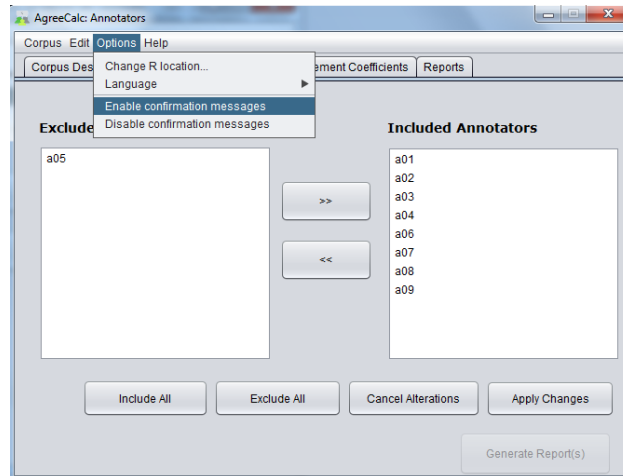 AgreeCalc: Annotators
Corpus Edit Options Help
Corpus Des
ement Coefficients
Reports
Change R location...
Language
Enable confirmation messages
Disable confirmation messages
Exclude
Included Annotators
a05
a01
a02
a03
a04
a06
a07
a08
a09
>>
<<
Include All
Exclude All
Cancel Alterations
Apply Changes
Generate Report(s)